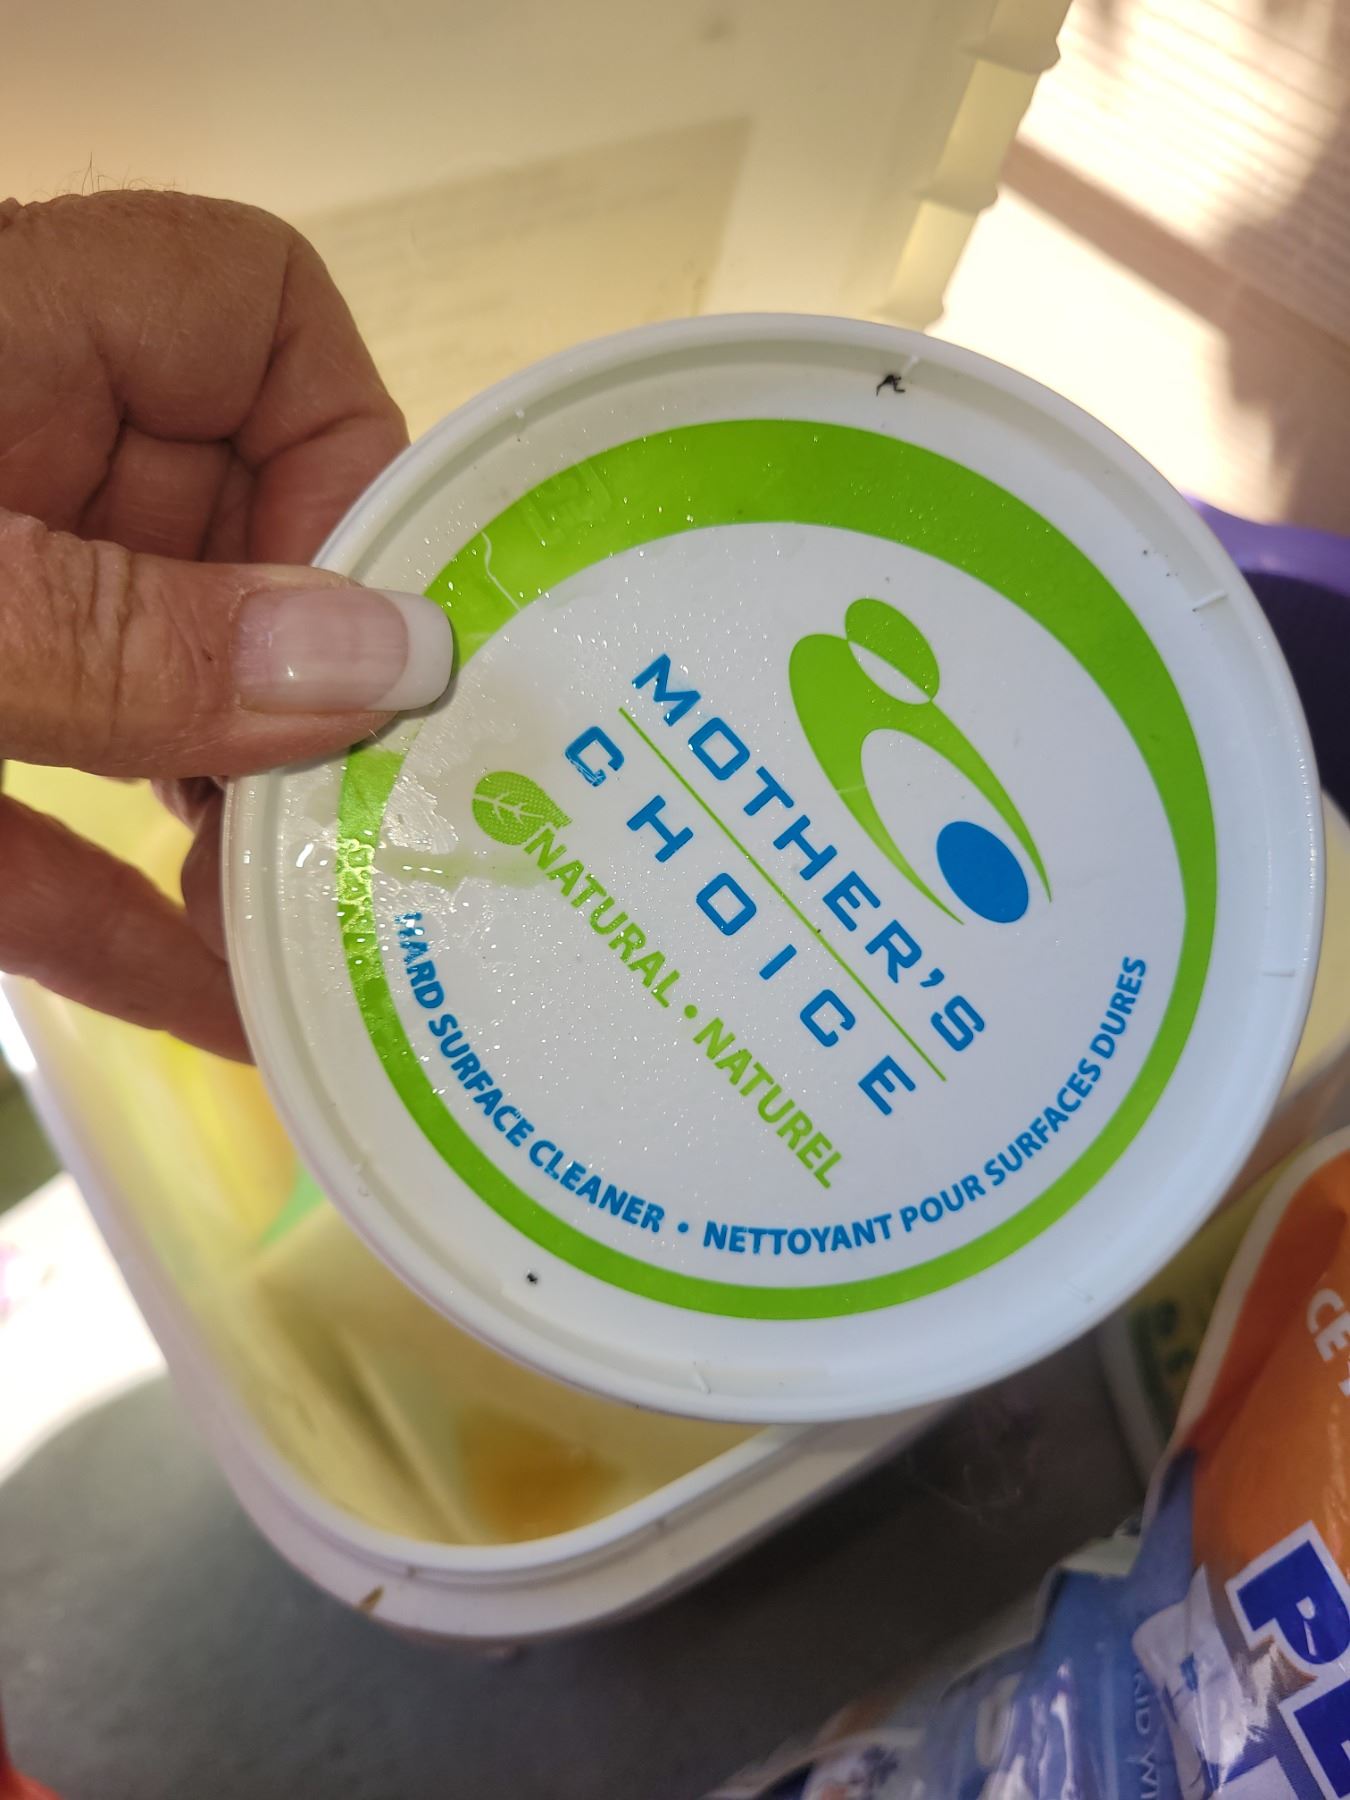 MOTHER'S
CHOICE
NATURAL • NATUREL
HARD SURFACE CLEANER • NETTOYANT POUR SURFACES DURES